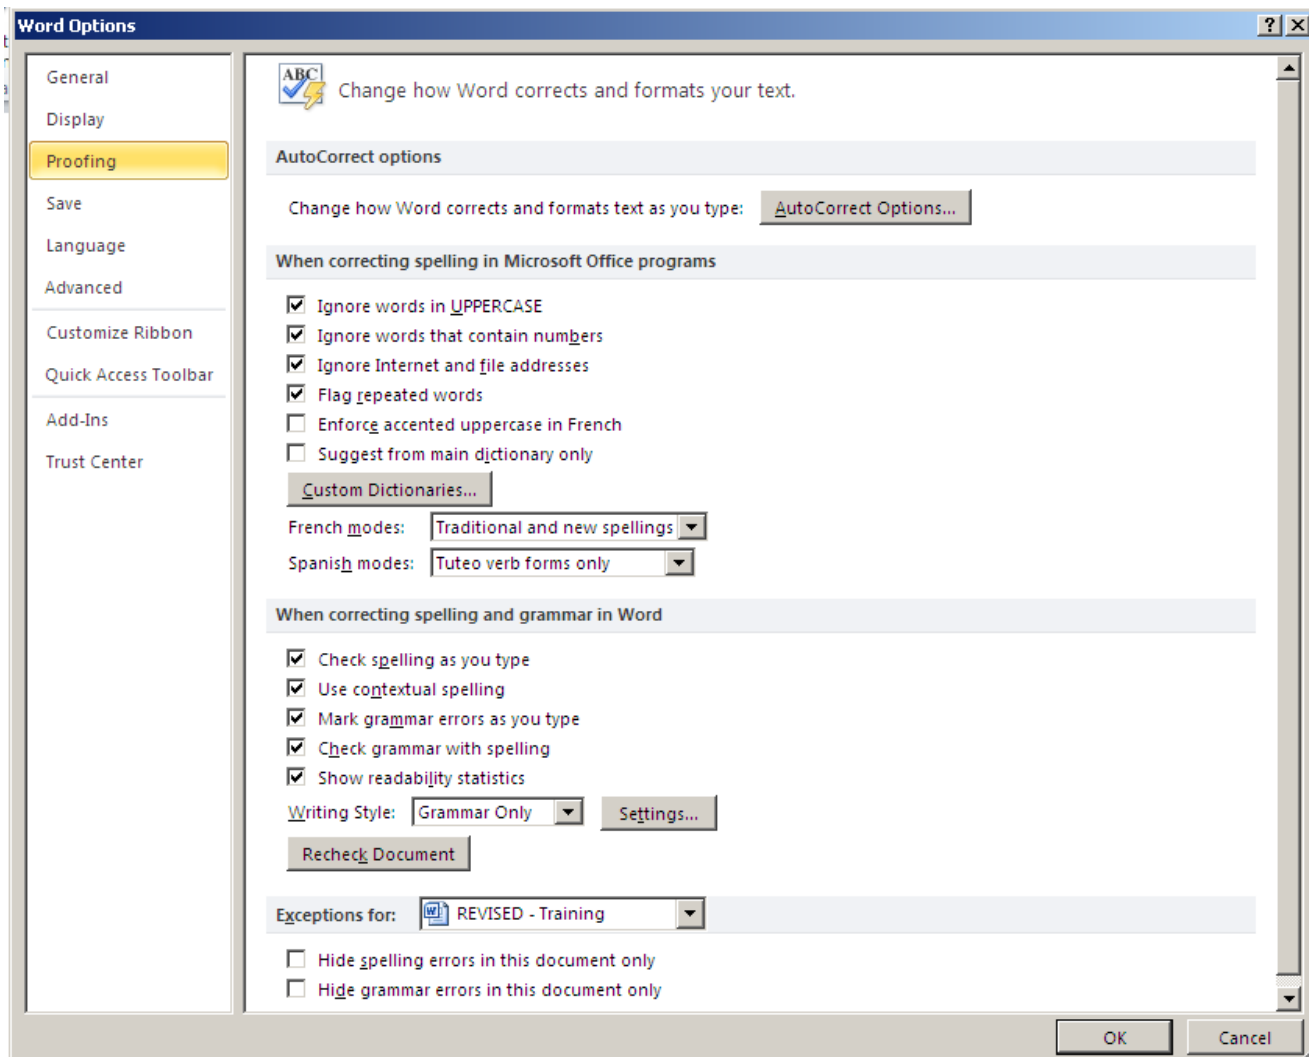 Word Options
General
Display
Proofing
Save
Language
Advanced
Customize Ribbon
Quick Access Toolbar
Add-Ins
Trust Center
ABC
Change how Word corrects and formats your text.
AutoCorrect options
Change how Word corrects and formats text as you type: AutoCorrect Options...
When correcting spelling in Microsoft Office programs
Ignore words in UPPERCASE
Ignore words that contain numbers
Ignore Internet and file addresses
Flag repeated words
Enforce accented uppercase in French
Suggest from main dictionary only
Custom Dictionaries...
French modes: Traditional and new spellings
Spanish modes: Tuteo verb forms only
When correcting spelling and grammar in Word
Check spelling as you type
Use contextual spelling
Mark grammar errors as you type
Check grammar with spelling
Show readability statistics
Writing Style: Grammar Only Settings...
Recheck Document
Exceptions for: REVISED - Training
Hide spelling errors in this document only
Hide grammar errors in this document only
OK Cancel